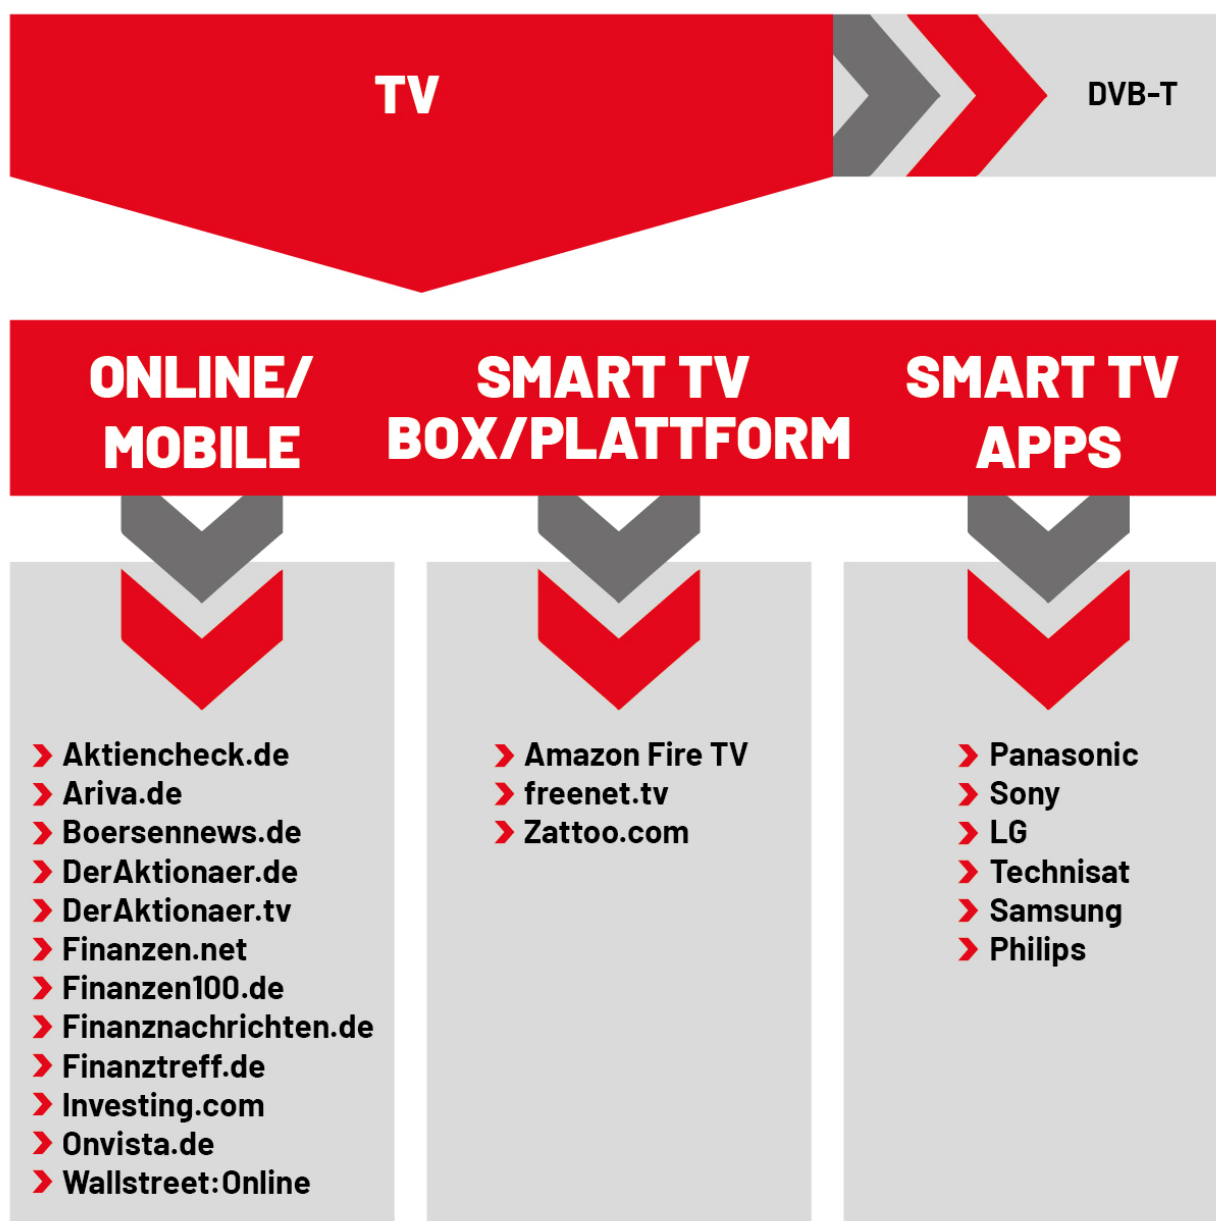 TV
DVB-T
ONLINE/
MOBILE
SMART TV
BOX/PLATTFORM
SMART TV
APPS
Aktiencheck.de
Ariva.de
Boersennews.de
DerAktionaer.de
DerAktionaer.tv
Finanzen.net
Finanzen100.de
Finanznachrichten.de
Finanztreff.de
Investing.com
Onvista.de
Wallstreet:Online
Amazon Fire TV
freenet.tv
Zattoo.com
Panasonic
Sony
LG
Technisat
Samsung
Philips